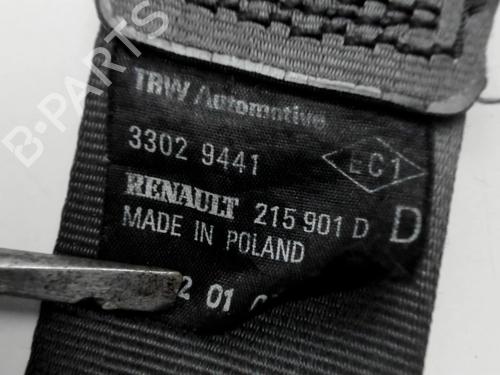 TRW Automotive
3302 9441
EC1
RENAULT 215 901 D D
MADE IN POLAND
2 01
B-PARTS